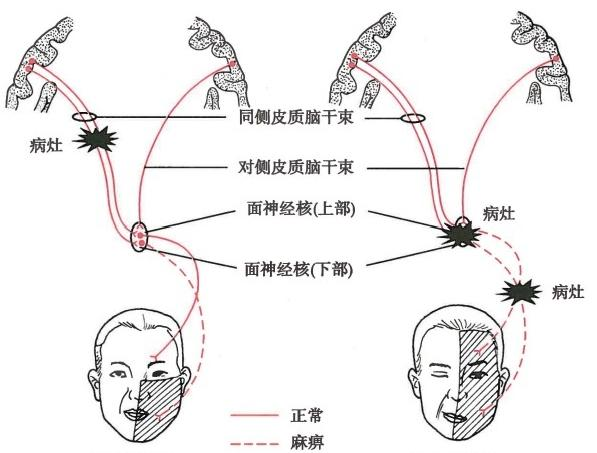 同侧皮质脑干束
病灶
对侧皮质脑干束
面神经核(上部)
病灶
面神经核(下部)
病灶
正常
麻痹